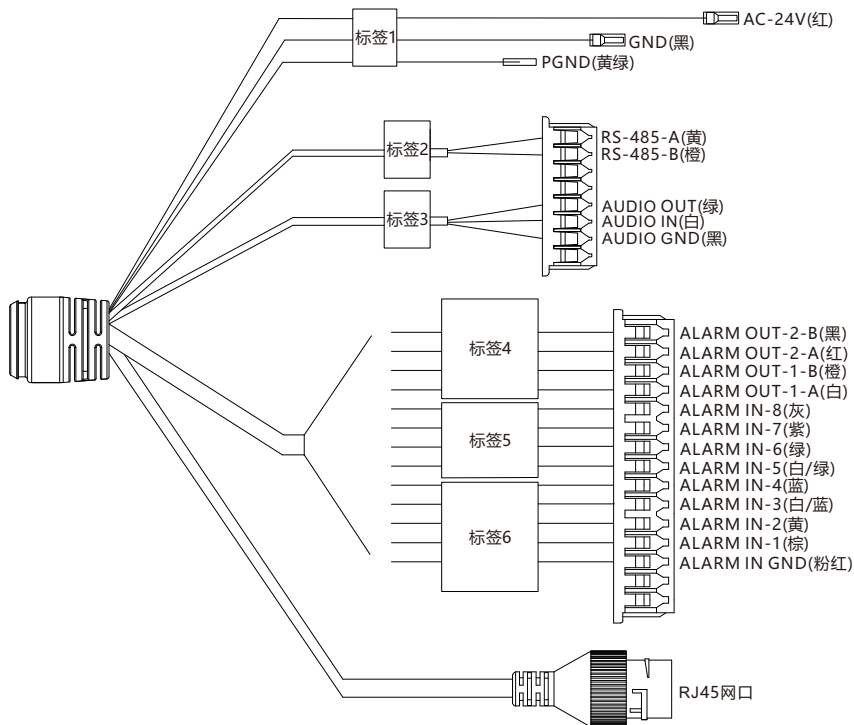 标签1
AC-24V(红)
GND(黑)
PGND(黄绿)
标签2
RS-485-A(黄)
RS-485-B(橙)
标签3
AUDIO OUT(绿)
AUDIO IN(白)
AUDIO GND(黑)
标签4
ALARM OUT-2-B(黑)
ALARM OUT-2-A(红)
ALARM OUT-1-B(橙)
ALARM OUT-1-A(白)
标签5
ALARM IN-8(灰)
ALARM IN-7(紫)
ALARM IN-6(绿)
ALARM IN-5(白/绿)
标签6
ALARM IN-4(蓝)
ALARM IN-3(白/蓝)
ALARM IN-2(黄)
ALARM IN-1(棕)
ALARM IN GND(粉红)
RJ45网口